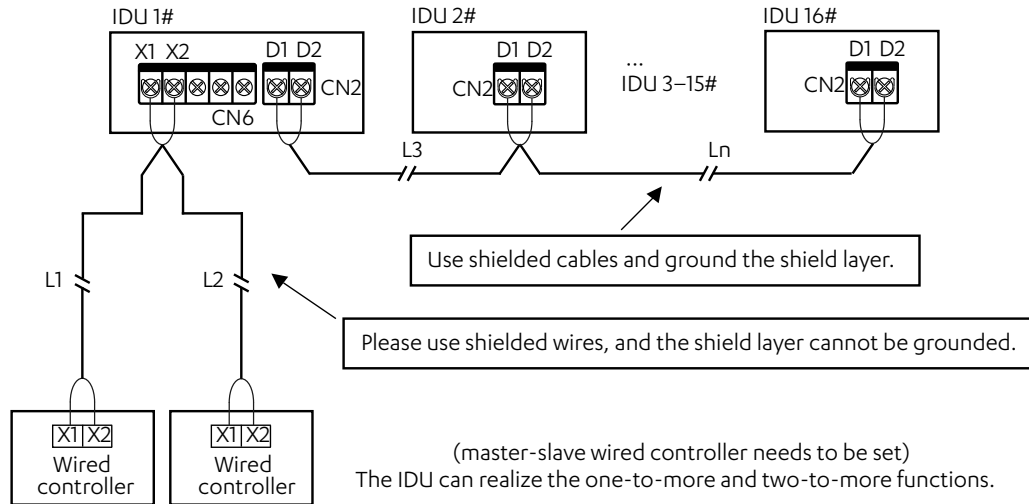 IDU 1#
IDU 2#
IDU 16#
X1 X2
D1 D2
D1 D2
D1 D2
...
IDU 3–15#
CN2
CN2
CN2
CN6
L3
Ln
Use shielded cables and ground the shield layer.
L1
L2
Please use shielded wires, and the shield layer cannot be grounded.
X1 X2
X1 X2
Wired
controller
Wired
controller
(master-slave wired controller needs to be set)
The IDU can realize the one-to-more and two-to-more functions.